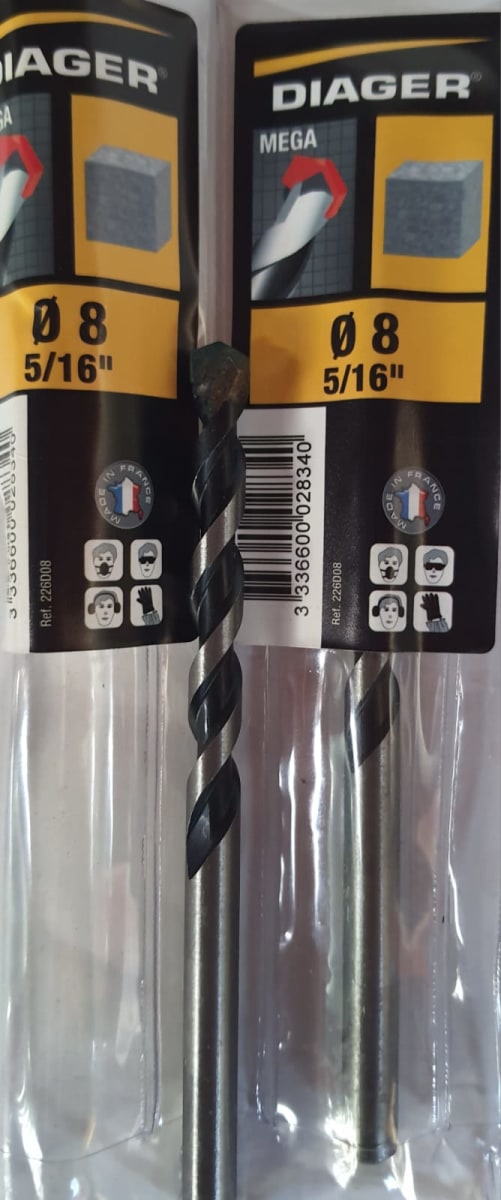 DIAGER®
Ø 8
5/16"
MADE IN FRANCE
Ref. 226D08
DIAGER®
MEGA
Ø 8
5/16"
3 336600 028340
MADE IN FRANCE
Ref. 226D08